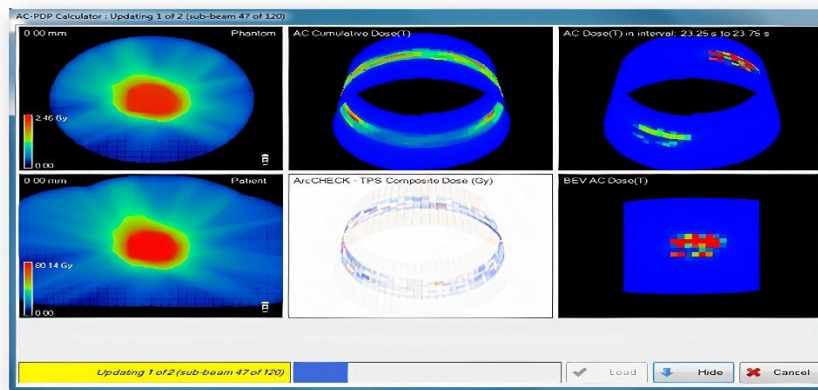 AC-PDP Calculator : Updating 1 of 2 (sub-beam 47 of 120)
0.00 mm
Phantom
2.46 Gy
0.00
AC Cumulative Dose(T)
AC Dose(T) in interval: 23.25 s to 23.75 s
0.00 mm
Patient
80.14 Gy
0.00
ArcCHECK - TPS Composite Dose (Gy)
BEV AC Dose(T)
Updating 1 of 2 (sub-beam 47 of 120)
Load
Hide
Cancel